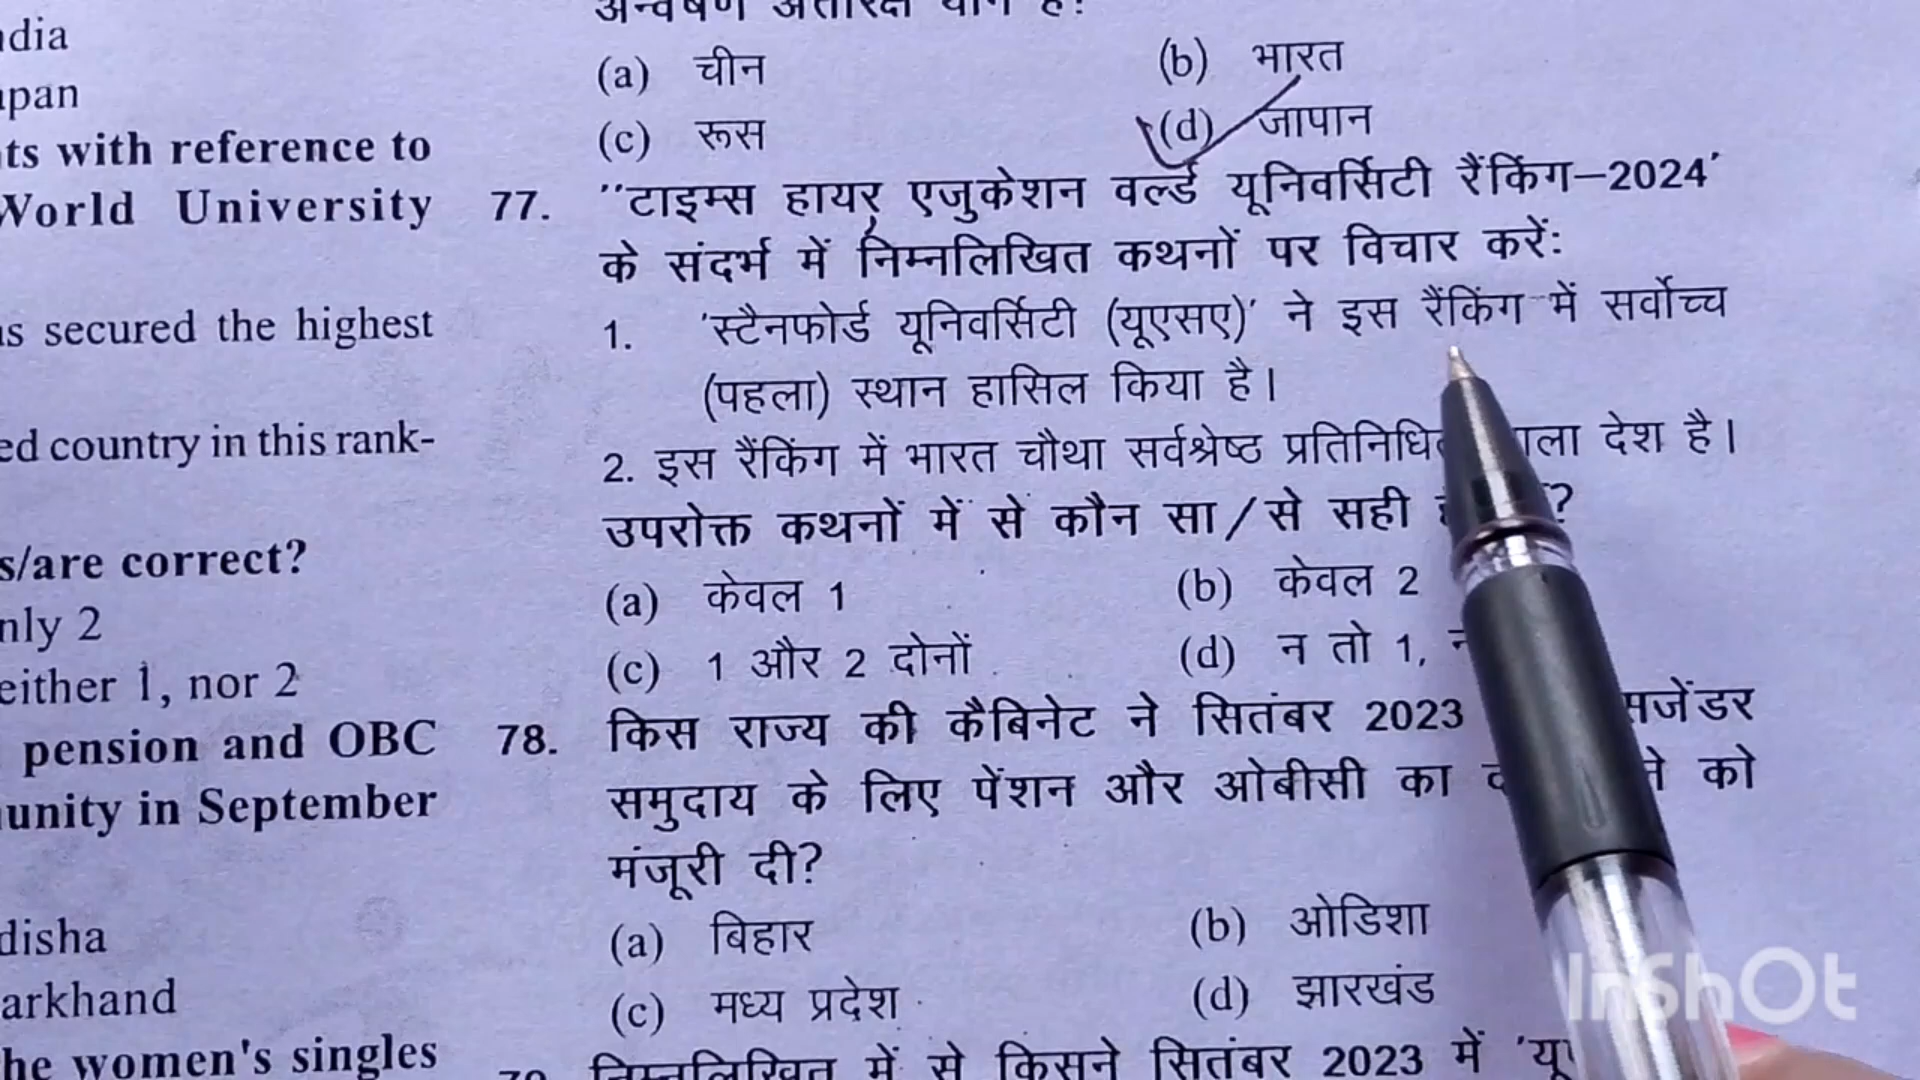 dia
pan
ts with reference to
World University
s secured the highest
ed country in this rank-
s/are correct?
nly 2
either 1, nor 2
pension and OBC
unity in September
disha
arkhand
he women's singles
(a) चीन (b) भारत
(c) रूस (d) जापान
77. ''टाइम्स हायर एजुकेशन वर्ल्ड यूनिवर्सिटी रैंकिंग–2024'
के संदर्भ में निम्नलिखित कथनों पर विचार करें:
1. 'स्टैनफोर्ड यूनिवर्सिटी (यूएसए)' ने इस रैंकिंग में सर्वोच्च
(पहला) स्थान हासिल किया है।
2. इस रैंकिंग में भारत चौथा सर्वश्रेष्ठ देश है।
उपरोक्त कथनों में से कौन सा/से सही ?
(a) केवल 1 (b) केवल 2
(c) 1 और 2 दोनों (d) न तो 1,
78. किस राज्य की कैबिनेट ने सितंबर 2023
समुदाय के लिए पेंशन और ओबीसी का को
मंजूरी दी?
(a) बिहार (b) ओडिशा
(c) मध्य प्रदेश (d) झारखंड
निम्नलिखित में से किसने सितंबर 2023 में
InShOt